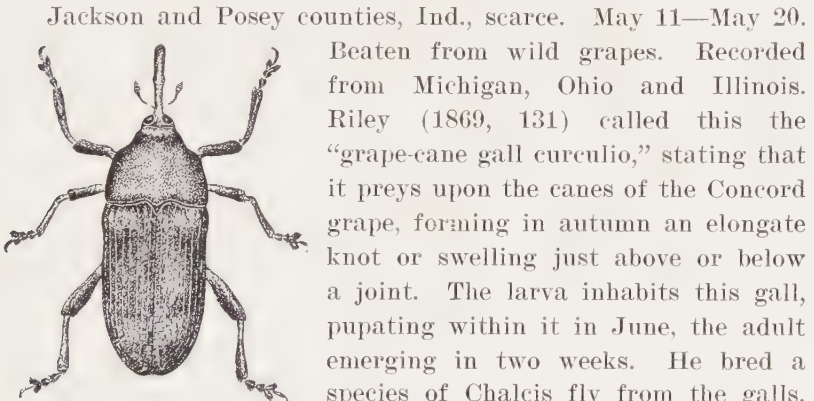 Jackson and Posey counties, Ind., scarce. May 11—May 20.
Beaten from wild grapes. Recorded
from Michigan, Ohio and Illinois.
Riley (1869, 131) called this the
“grape-cane gall curculio,” stating that
it preys upon the canes of the Concord
grape, forming in autumn an elongate
knot or swelling just above or below
a joint. The larva inhabits this gall,
pupating within it in June, the adult
emerging in two weeks. He bred a
species of Chalcis fly from the galls.